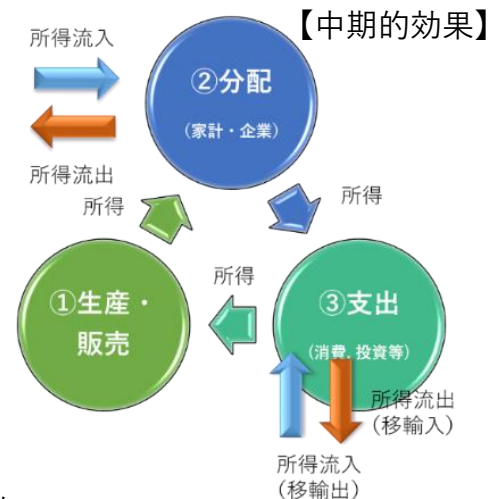 【中期的効果】
所得流入
②分配
（家計・企業）
所得流出
所得
所得
所得
①生産・
販売
③支出
（消費，投資等）
所得流出
（移輸入）
所得流入
（移輸出）